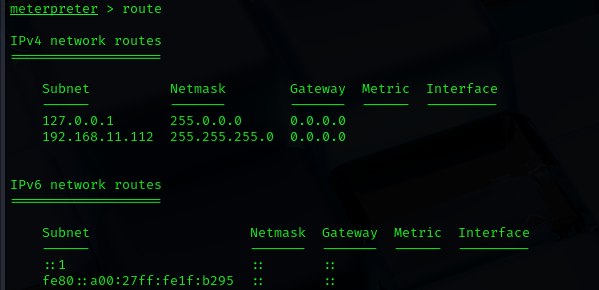 meterpreter > route
IPv4 network routes
Subnet Netmask Gateway Metric Interface
127.0.0.1 255.0.0.0 0.0.0.0
192.168.11.112 255.255.255.0 0.0.0.0
IPv6 network routes
Subnet Netmask Gateway Metric Interface
::1 :: ::
fe80::a00:27ff:fe1f:b295 :: ::